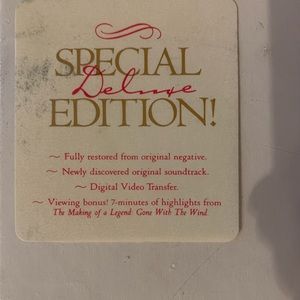 SPECIAL
Deluxe
EDITION!
~ Fully restored from original negative.
~ Newly discovered original soundtrack.
~ Digital Video Transfer.
~ Viewing bonus! 7-minutes of highlights from
The Making of a Legend: Gone With The Wind.